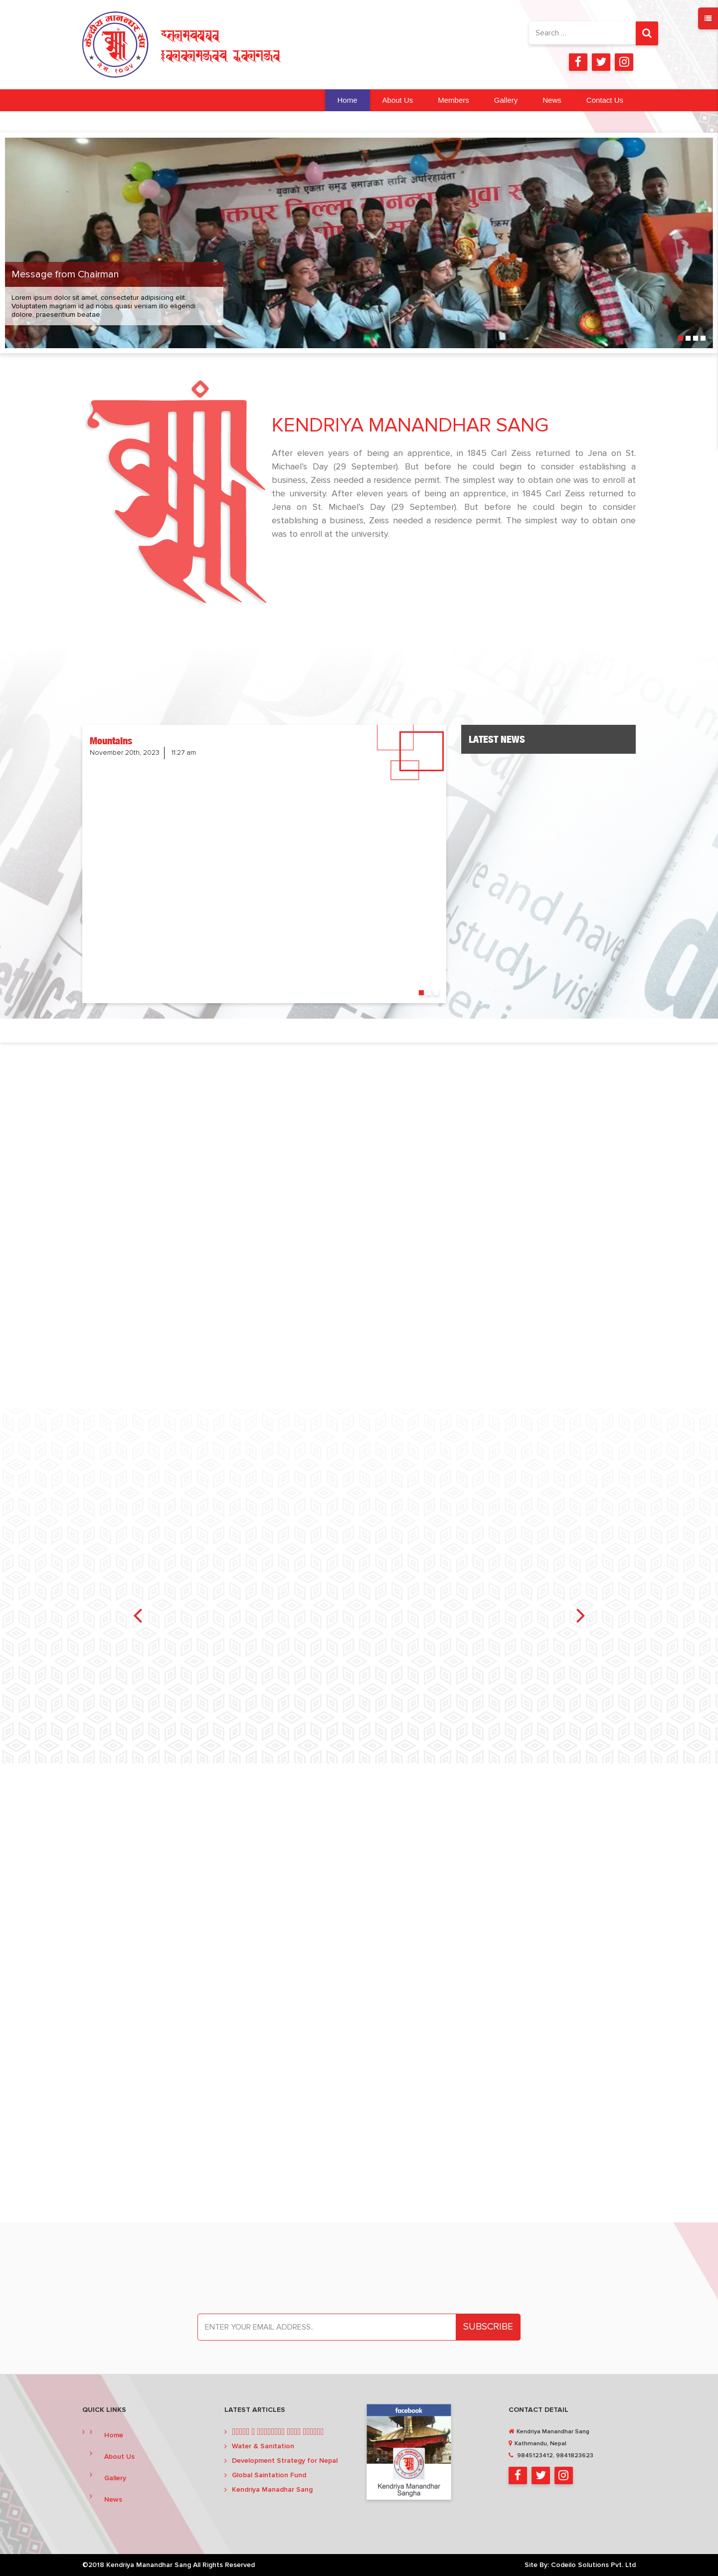 केन्द्रीय मानन्धर संघ
Search ...
Home About Us Members Gallery News Contact Us
Message from Chairman
Lorem ipsum dolor sit amet, consectetur adipisicing elit.
Voluptatem magnam id ad nobis quasi veniam illo eligendi
dolore, praesentium beatae.
KENDRIYA MANANDHAR SANG
After eleven years of being an apprentice, in 1845 Carl Zeiss returned to Jena on St.
Michael's Day (29 September). But before he could begin to consider establishing a
business, Zeiss needed a residence permit. The simplest way to obtain one was to enroll at
the university. After eleven years of being an apprentice, in 1845 Carl Zeiss returned to
Jena on St. Michael's Day (29 September). But before he could begin to consider
establishing a business, Zeiss needed a residence permit. The simplest way to obtain one
was to enroll at the university.
Mountains
November 20th, 2023 11:27 am
LATEST NEWS
ENTER YOUR EMAIL ADDRESS..
SUBSCRIBE
QUICK LINKS
Home
About Us
Gallery
News
LATEST ARTICLES
Water & Sanitation
Development Strategy for Nepal
Global Saintation Fund
Kendriya Manadhar Sang
facebook
Kendriya Manandhar
Sangha
CONTACT DETAIL
Kendriya Manandhar Sang
Kathmandu, Nepal
9845123412, 9841823623
©2018 Kendriya Manandhar Sang All Rights Reserved
Site By: Codeilo Solutions Pvt. Ltd